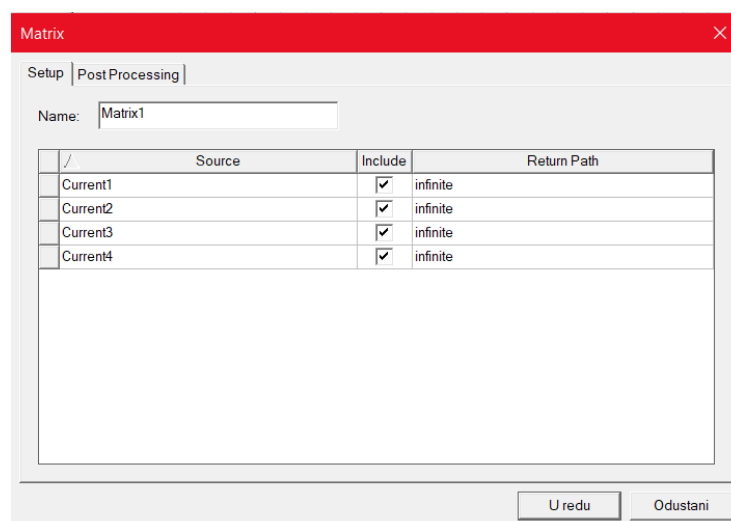 Matrix
Setup Post Processing
Name: Matrix1
Source Include Return Path
Current1 infinite
Current2 infinite
Current3 infinite
Current4 infinite
U redu Odustani